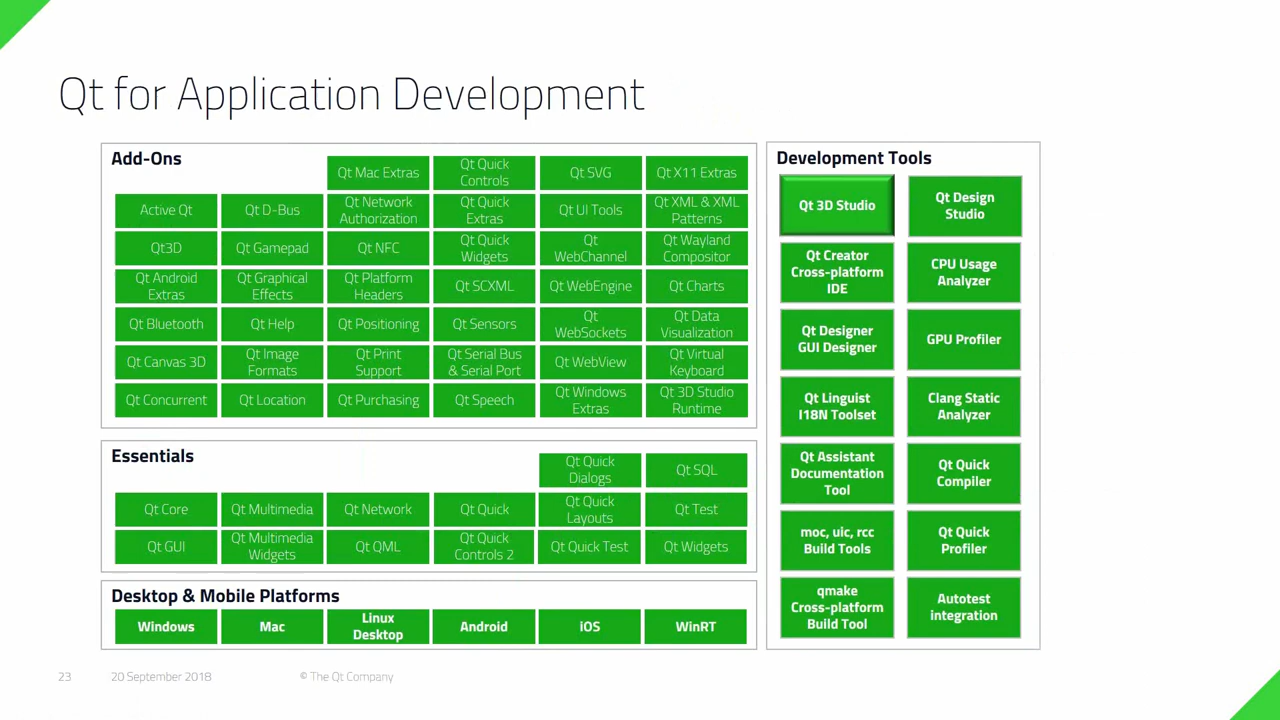 Qt for Application Development
Add-Ons
Qt Mac Extras
Qt Quick
Controls
Qt SVG
Qt X11 Extras
Active Qt
Qt D-Bus
Qt Network
Authorization
Qt Quick
Extras
Qt UI Tools
Qt XML & XML
Patterns
Qt3D
Qt Gamepad
Qt NFC
Qt Quick
Widgets
Qt
WebChannel
Qt Wayland
Compositor
Qt Android
Extras
Qt Graphical
Effects
Qt Platform
Headers
Qt SCXML
Qt WebEngine
Qt Charts
Qt Bluetooth
Qt Help
Qt Positioning
Qt Sensors
Qt
WebSockets
Qt Data
Visualization
Qt Canvas 3D
Qt Image
Formats
Qt Print
Support
Qt Serial Bus
& Serial Port
Qt WebView
Qt Virtual
Keyboard
Qt Concurrent
Qt Location
Qt Purchasing
Qt Speech
Qt Windows
Extras
Qt 3D Studio
Runtime
Essentials
Qt Quick
Dialogs
Qt SQL
Qt Core
Qt Multimedia
Qt Network
Qt Quick
Qt Quick
Layouts
Qt Test
Qt GUI
Qt Multimedia
Widgets
Qt QML
Qt Quick
Controls 2
Qt Quick Test
Qt Widgets
Desktop & Mobile Platforms
Windows
Mac
Linux
Desktop
Android
iOS
WinRT
Development Tools
Qt 3D Studio
Qt Design
Studio
Qt Creator
Cross-platform
IDE
CPU Usage
Analyzer
Qt Designer
GUI Designer
GPU Profiler
Qt Linguist
I18N Toolset
Clang Static
Analyzer
Qt Assistant
Documentation
Tool
Qt Quick
Compiler
moc, uic, rcc
Build Tools
Qt Quick
Profiler
qmake
Cross-platform
Build Tool
Autotest
integration
23
20 September 2018
© The Qt Company